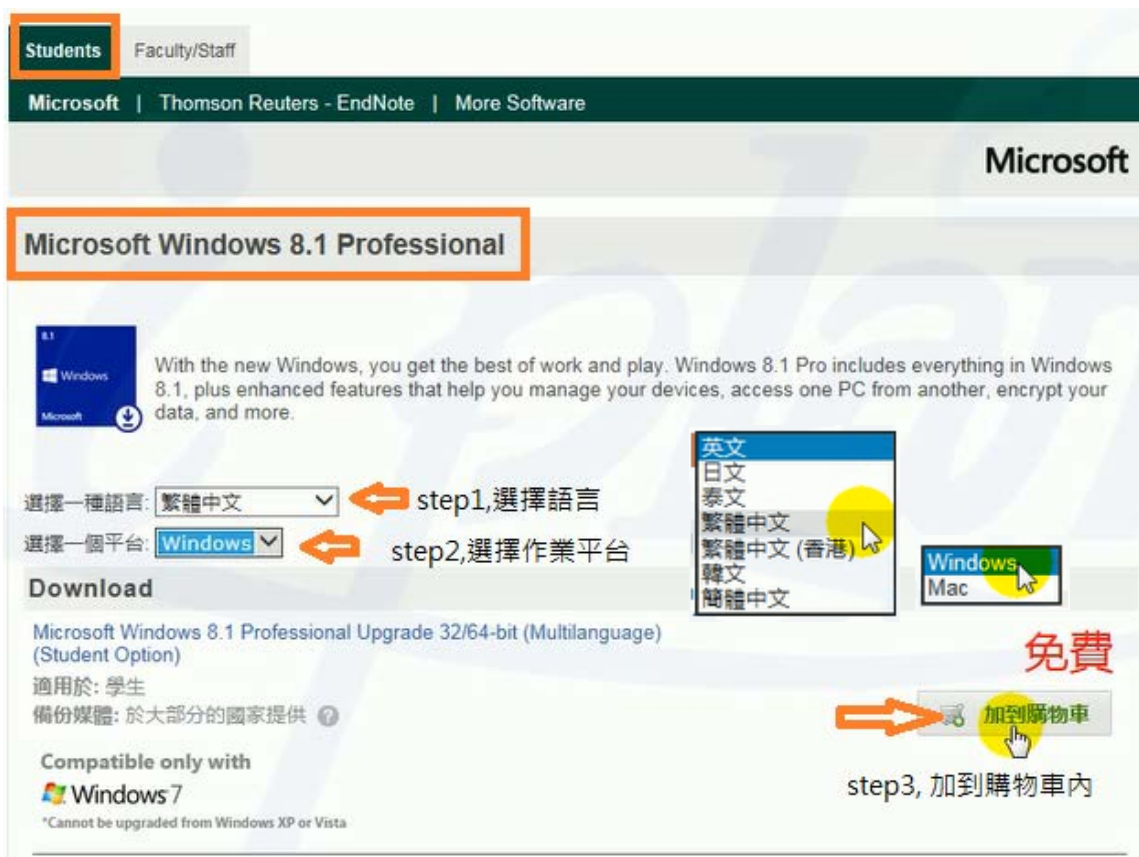 Students Faculty/Staff
Microsoft | Thomson Reuters - EndNote | More Software
Microsoft
Microsoft Windows 8.1 Professional
8.1
Windows
Microsoft
With the new Windows, you get the best of work and play. Windows 8.1 Pro includes everything in Windows
8.1, plus enhanced features that help you manage your devices, access one PC from another, encrypt your
data, and more.
選擇一種語言: 繁體中文
step1,選擇語言
選擇一個平台: Windows
step2,選擇作業平台
英文
日文
泰文
繁體中文
繁體中文 (香港)
韓文
簡體中文
Windows
Mac
Download
Microsoft Windows 8.1 Professional Upgrade 32/64-bit (Multilanguage)
(Student Option)
適用於: 學生
備份媒體: 於大部分的國家提供 ?
免費
加到購物車
step3, 加到購物車內
Compatible only with
Windows 7
*Cannot be upgraded from Windows XP or Vista